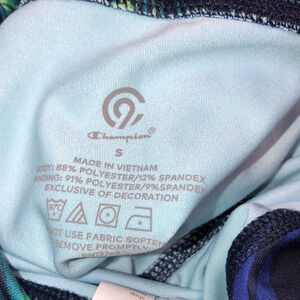 C9
Champion®
S
MADE IN VIETNAM
BODY: 88% POLYESTER/12% SPANDEX
BINDING: 91% POLYESTER/9%SPANDEX
EXCLUSIVE OF DECORATION
NOT USE FABRIC SOFTEN
REMOVE PROMPTLY